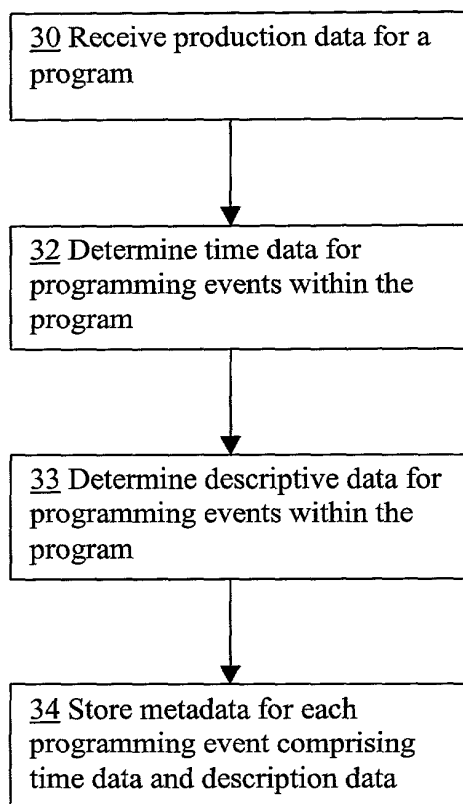 30 Receive production data for a
program
32 Determine time data for
programming events within the
program
33 Determine descriptive data for
programming events within the
program
34 Store metadata for each
programming event comprising
time data and description data